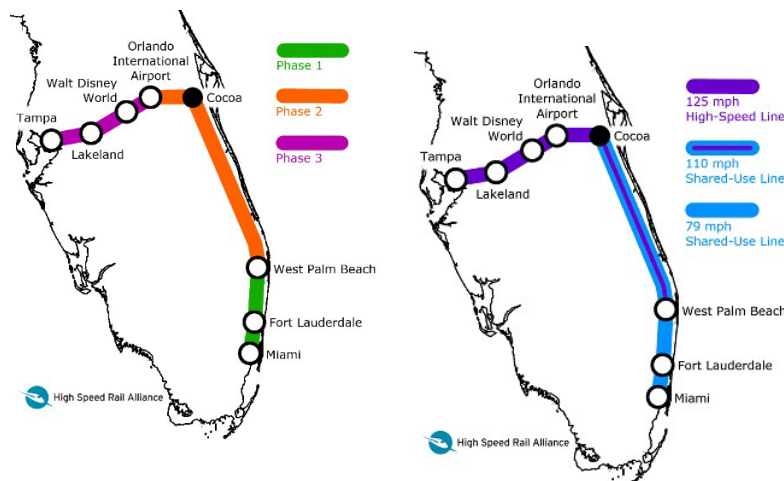 Orlando
International
Airport
Walt Disney
World
Cocoa
Tampa
Lakeland
West Palm Beach
Fort Lauderdale
Miami
Phase 1
Phase 2
Phase 3
High Speed Rail Alliance
Orlando
International
Airport
Walt Disney
World
Cocoa
Tampa
Lakeland
West Palm Beach
Fort Lauderdale
Miami
125 mph
High-Speed Line
110 mph
Shared-Use Line
79 mph
Shared-Use Line
High Speed Rail Alliance